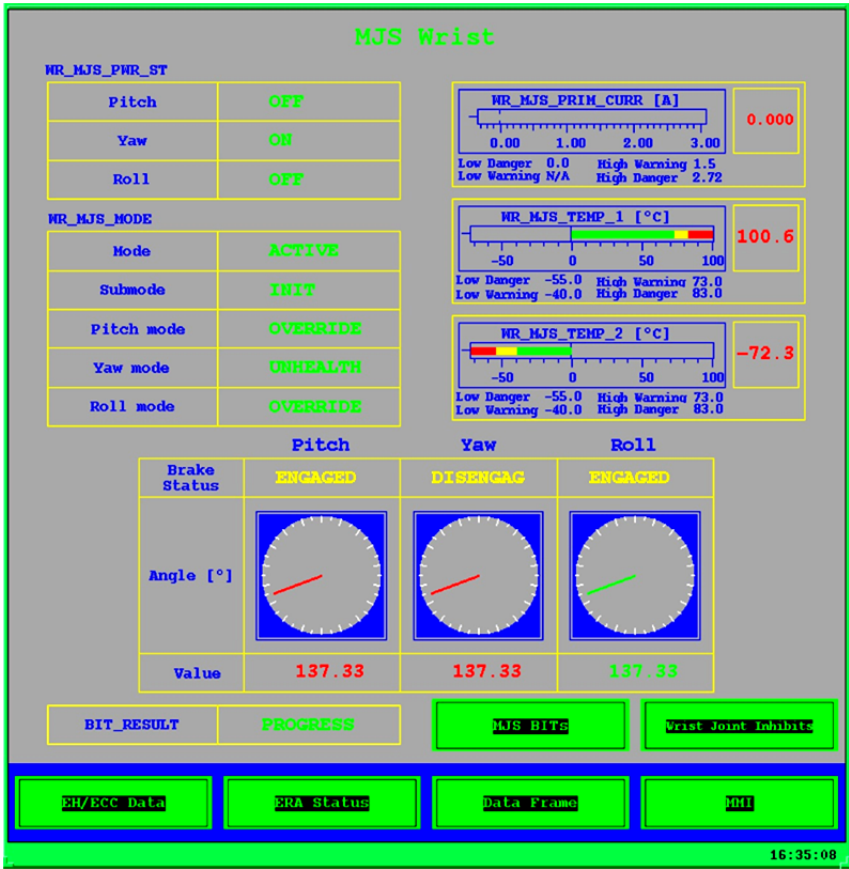 MJS Wrist
WR_MJS_PWR_ST
Pitch OFF
Yaw ON
Roll OFF
WR_MJS_MODE
Mode ACTIVE
Submode INIT
Pitch mode OVERRIDE
Yaw mode UNHEALTH
Roll mode OVERRIDE
WR_MJS_PRIM_CURR [A]
0.000
0.00 1.00 2.00 3.00
Low Danger 0.0 High Warning 1.5
Low Warning N/A High Danger 2.72
WR_MJS_TEMP_1 [°C]
100.6
-50 0 50 100
Low Danger -55.0 High Warning 73.0
Low Warning -40.0 High Danger 83.0
WR_MJS_TEMP_2 [°C]
-72.3
-50 0 50 100
Low Danger -55.0 High Warning 73.0
Low Warning -40.0 High Danger 83.0
Pitch Yaw Roll
Brake
Status ENGAGED DISENGAG ENGAGED
Angle [°]
Value 137.33 137.33 137.33
BIT_RESULT PROGRESS
MJS BITs
Wrist Joint Inhibits
EH/ECC Data ERA Status Data Frame MMI
16:35:08